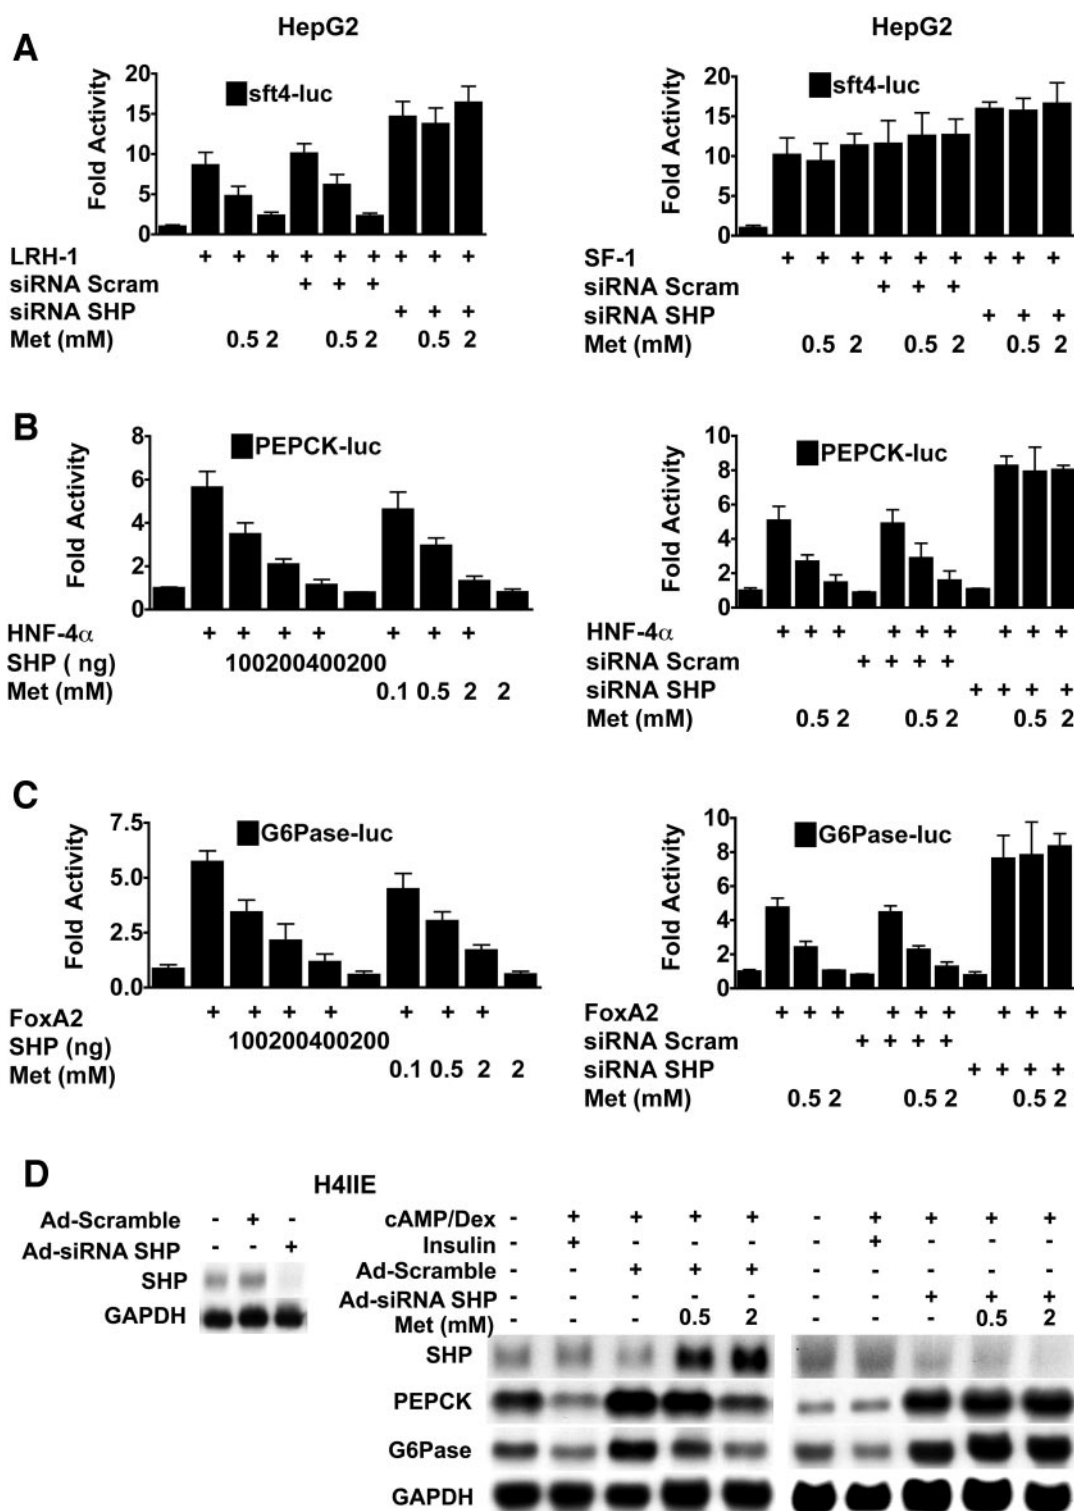 A
HepG2
Fold Activity
20
15
10
5
0
sft4-luc
LRH-1 + + + + + + + + +
siRNA Scram + + +
siRNA SHP + + +
Met (mM) 0.5 2 0.5 2 0.5 2
HepG2
Fold Activity
20
15
10
5
0
sft4-luc
SF-1 + + + + + + + + +
siRNA Scram + + +
siRNA SHP + + +
Met (mM) 0.5 2 0.5 2 0.5 2
B
Fold Activity
8
6
4
2
0
PEPCK-luc
HNF-4α + + + + + + +
SHP ( ng) 100200400200
Met (mM) 0.1 0.5 2 2
Fold Activity
10
8
6
4
2
0
PEPCK-luc
HNF-4α + + + + + + + + +
siRNA Scram + + + +
siRNA SHP + + + +
Met (mM) 0.5 2 0.5 2 0.5 2
C
Fold Activity
7.5
5.0
2.5
0.0
G6Pase-luc
FoxA2 + + + + + + +
SHP (ng) 100200400200
Met (mM) 0.1 0.5 2 2
Fold Activity
10
8
6
4
2
0
G6Pase-luc
FoxA2 + + + + + + + + +
siRNA Scram + + + +
siRNA SHP + + + +
Met (mM) 0.5 2 0.5 2 0.5 2
D
H4IIE
Ad-Scramble - + -
Ad-siRNA SHP - - +
SHP
GAPDH
cAMP/Dex - + + + + - + + + +
Insulin - + - - - - + - - -
Ad-Scramble - - + + + - - - - -
Ad-siRNA SHP - - - - - - - + + +
Met (mM) - - - 0.5 2 - - - 0.5 2
SHP
PEPCK
G6Pase
GAPDH